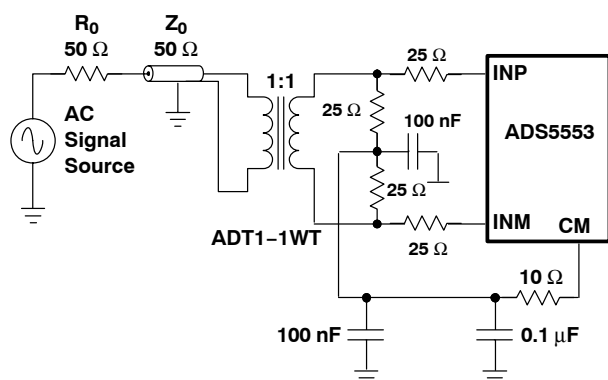 R0
50 Ω
Z0
50 Ω
AC
Signal
Source
1:1
ADT1–1WT
25 Ω
25 Ω
100 nF
25 Ω
25 Ω
INP
ADS5553
INM
CM
10 Ω
100 nF
0.1 μF